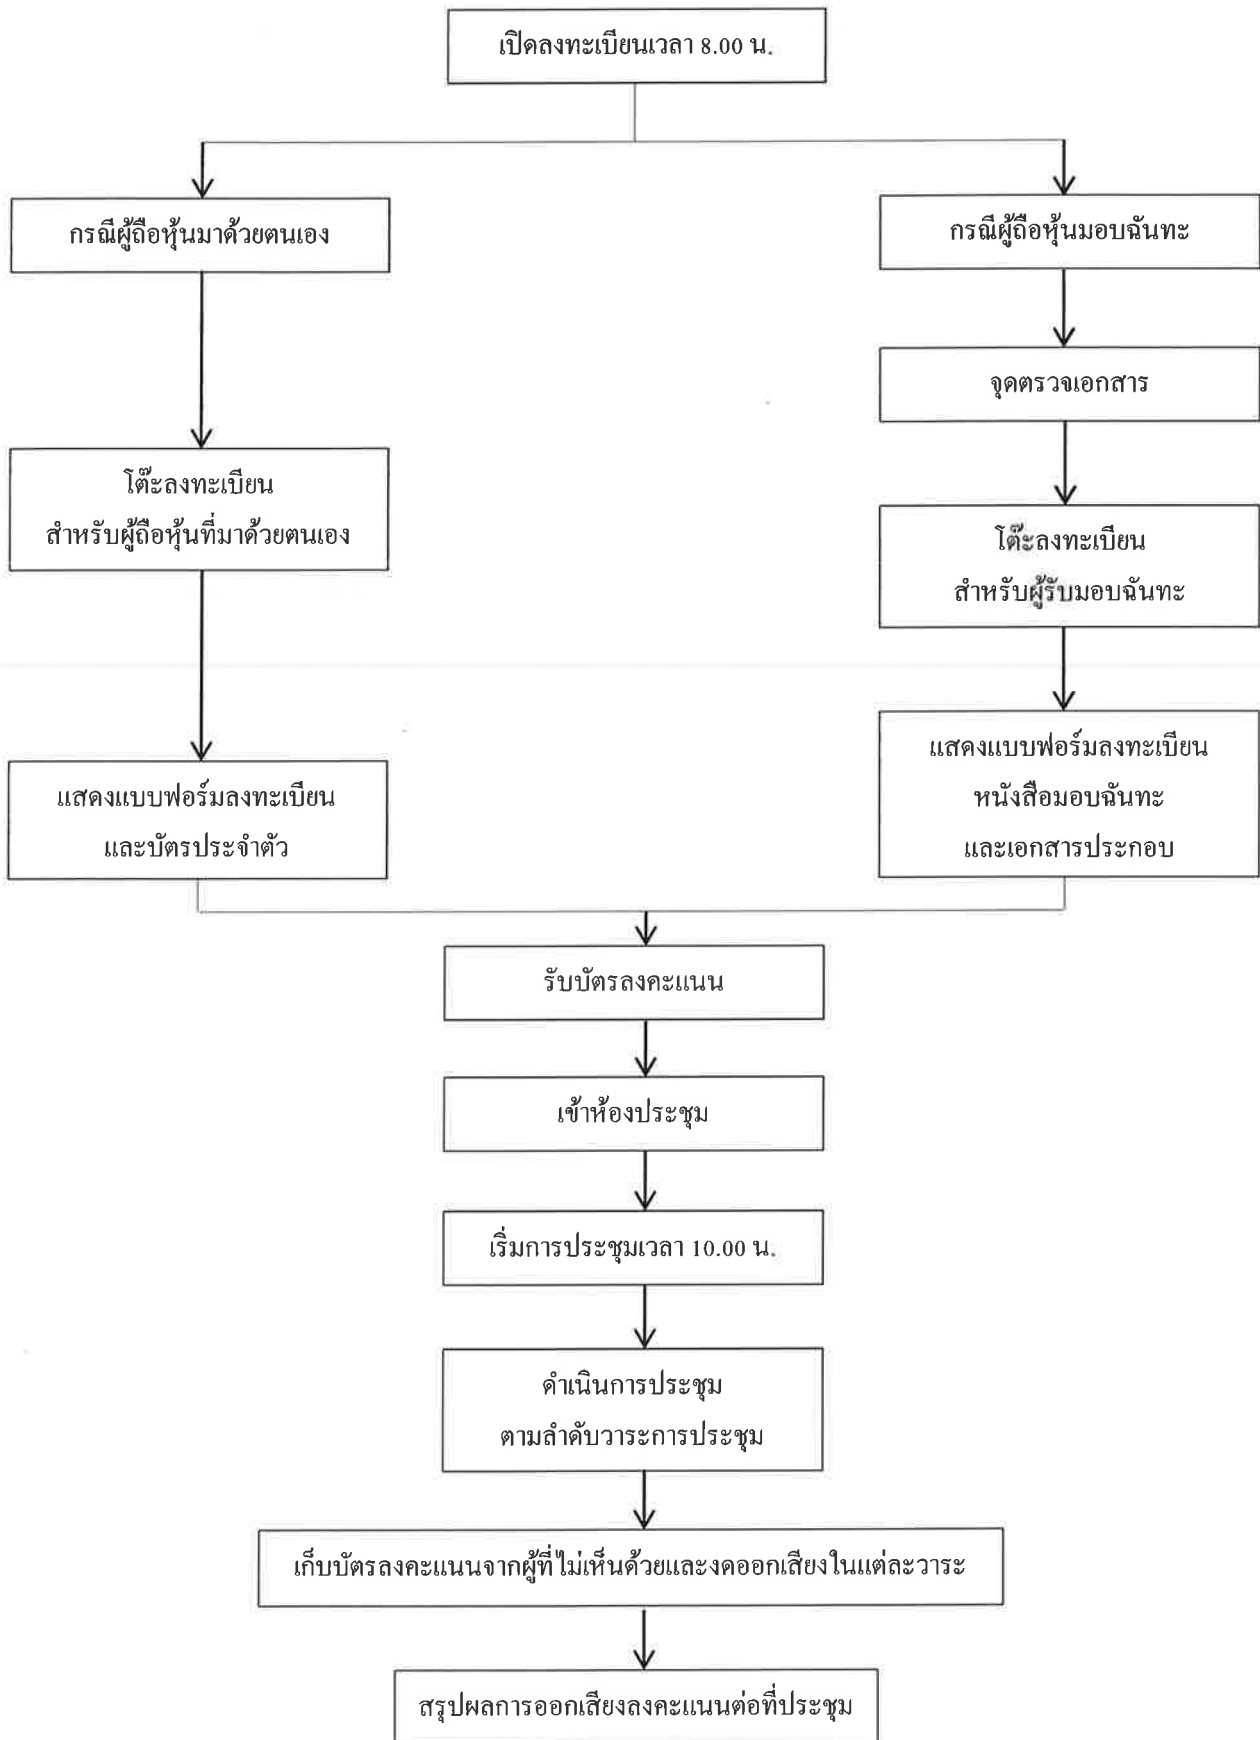 เปิดลงทะเบียนเวลา 8.00 น.
กรณีผู้ถือหุ้นมาด้วยตนเอง
กรณีผู้ถือหุ้นมอบฉันทะ
จุดตรวจเอกสาร
โต๊ะลงทะเบียน
สำหรับผู้ถือหุ้นที่มาด้วยตนเอง
โต๊ะลงทะเบียน
สำหรับผู้รับมอบฉันทะ
แสดงแบบฟอร์มลงทะเบียน
และบัตรประจำตัว
แสดงแบบฟอร์มลงทะเบียน
หนังสือมอบฉันทะ
และเอกสารประกอบ
รับบัตรลงคะแนน
เข้าห้องประชุม
เริ่มการประชุมเวลา 10.00 น.
ดำเนินการประชุม
ตามลำดับวาระการประชุม
เก็บบัตรลงคะแนนจากผู้ที่ไม่เห็นด้วยและงดออกเสียงในแต่ละวาระ
สรุปผลการออกเสียงลงคะแนนต่อที่ประชุม